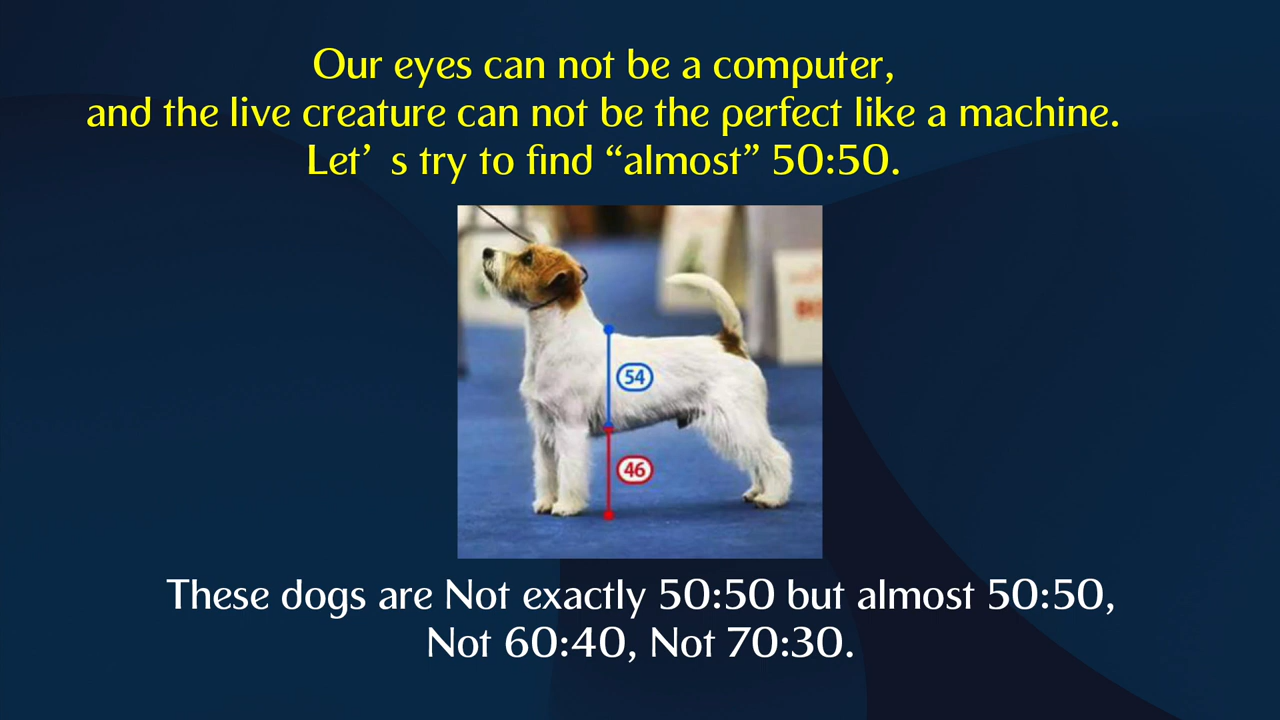 Our eyes can not be a computer,
and the live creature can not be the perfect like a machine.
Let’ s try to find “almost” 50:50.
54
46
These dogs are Not exactly 50:50 but almost 50:50,
Not 60:40, Not 70:30.